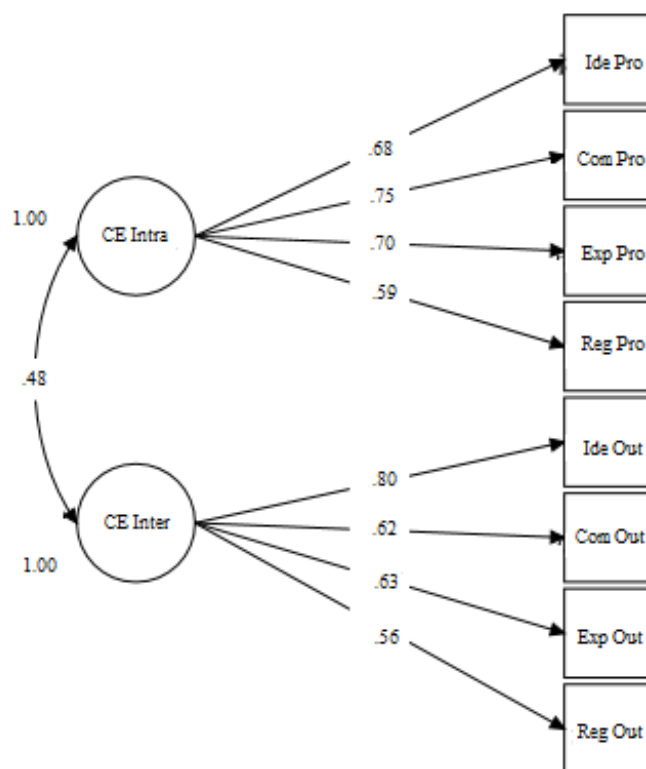 Ide Pro
.68
Com Pro
.75
1.00
CE Intra
.70
Exp Pro
.59
Reg Pro
.48
Ide Out
.80
CE Inter
.62
Com Out
1.00
.63
Exp Out
.56
Reg Out